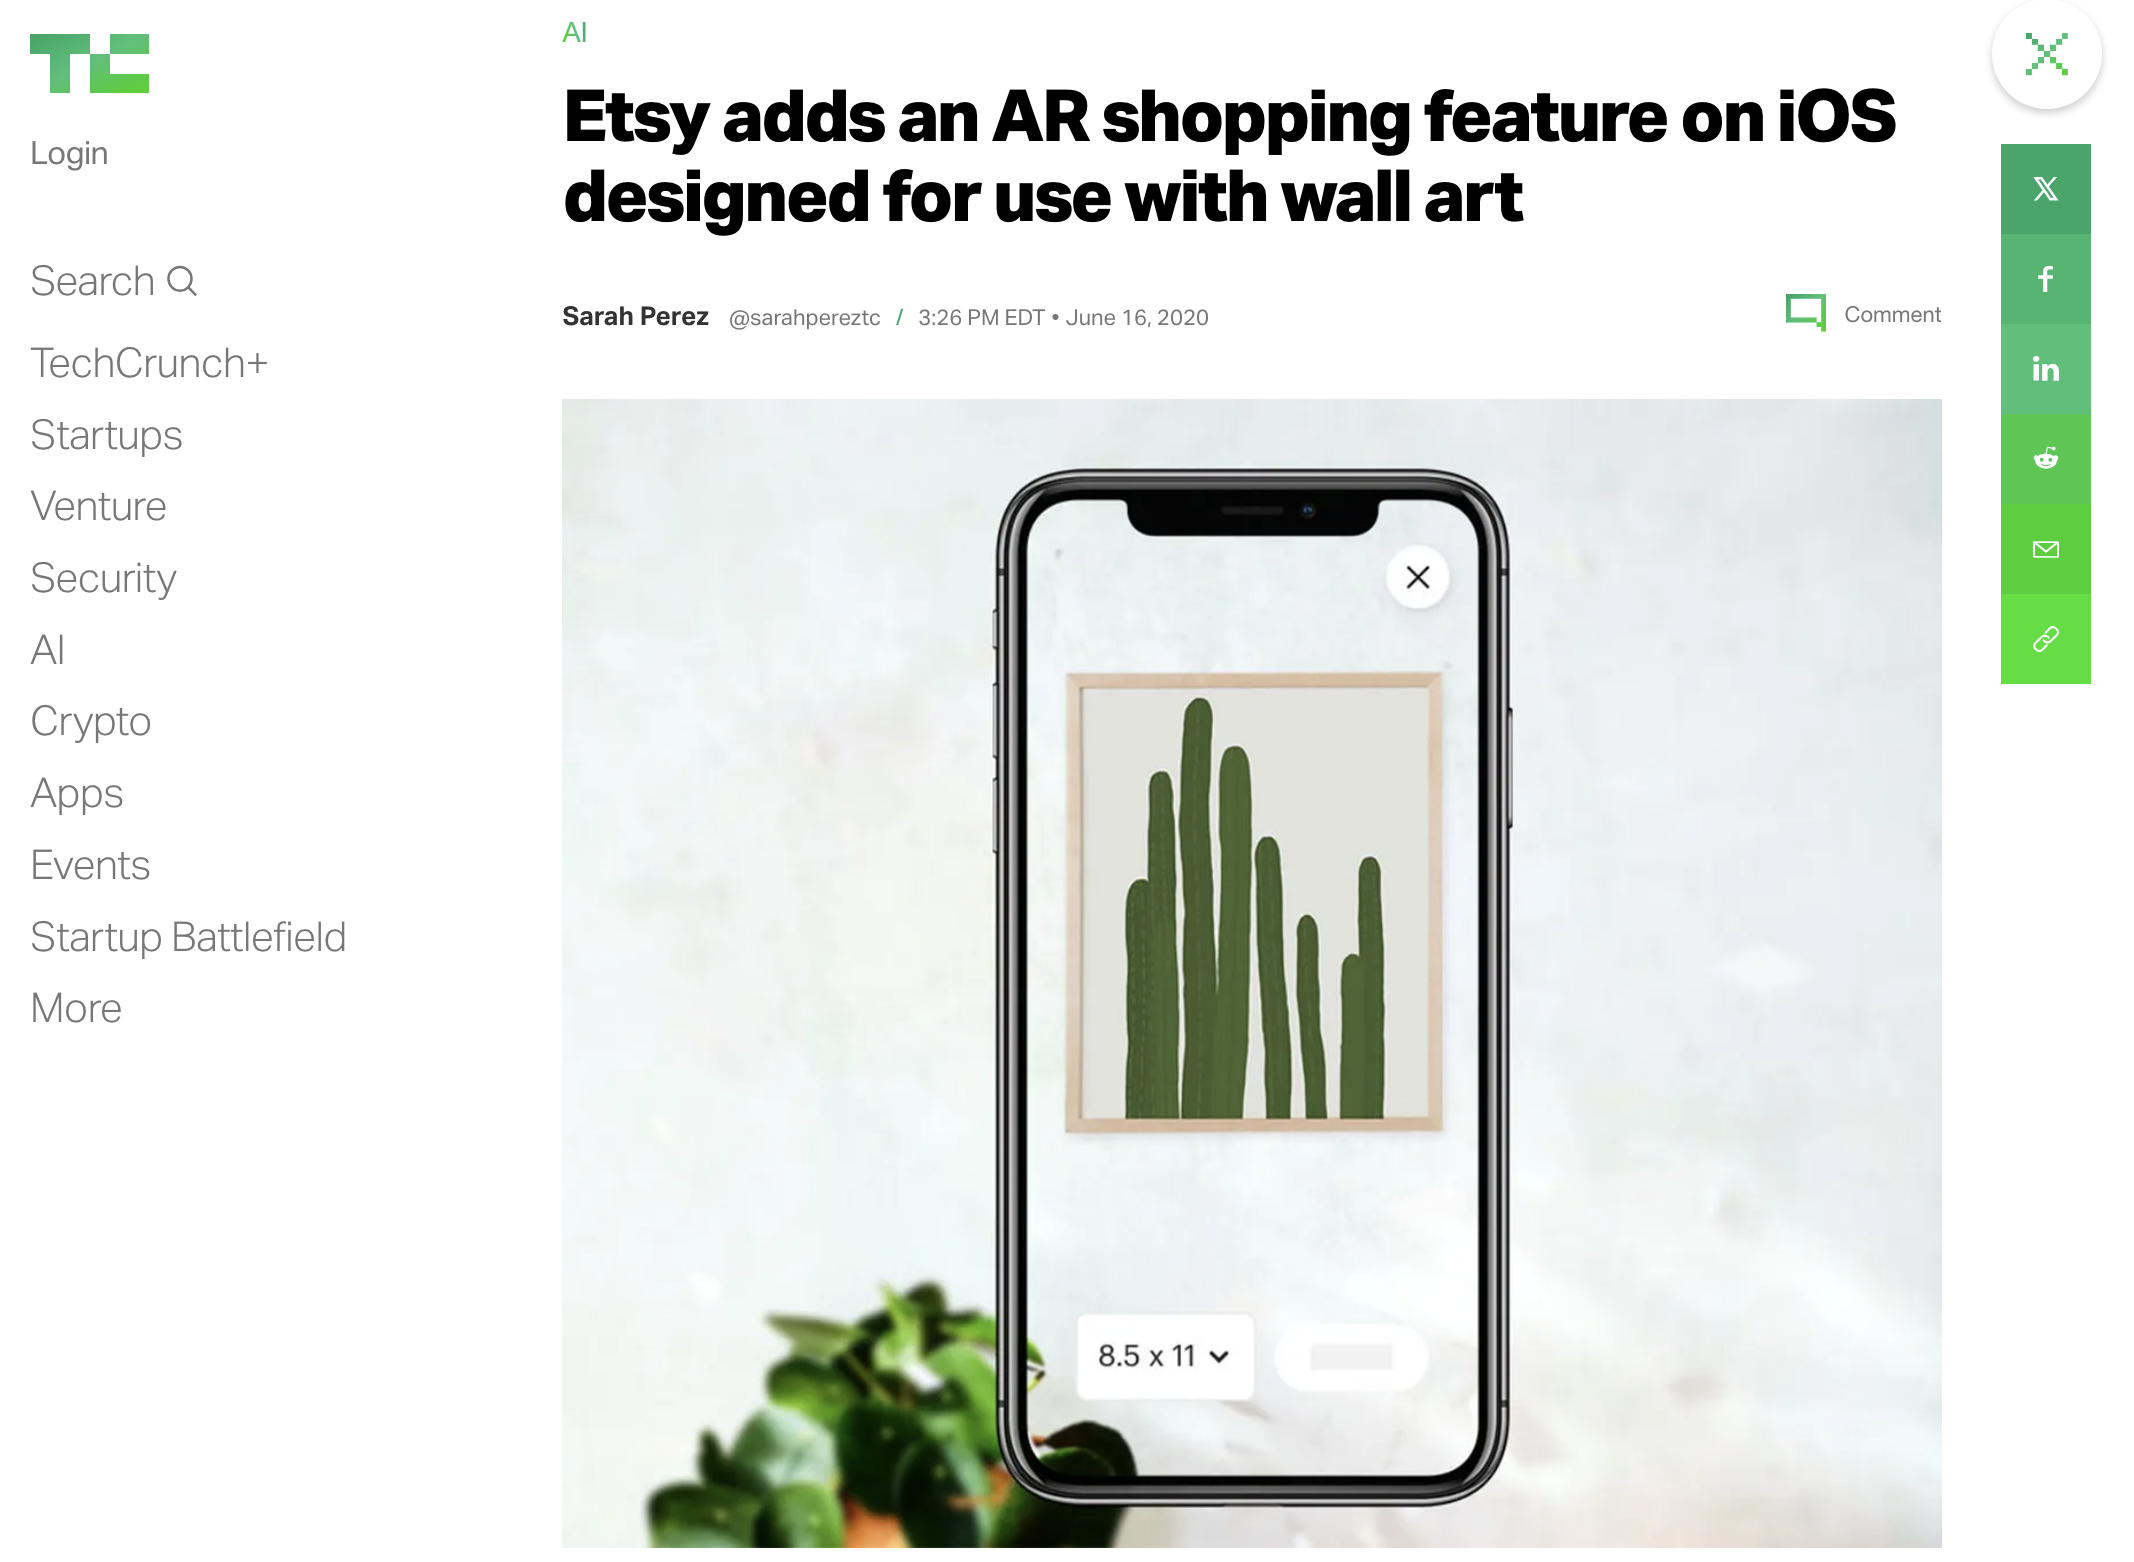 TC
Login
Search
TechCrunch+
Startups
Venture
Security
AI
Crypto
Apps
Events
Startup Battlefield
More
AI
Etsy adds an AR shopping feature on iOS
designed for use with wall art
Sarah Perez @sarahpereztc / 3:26 PM EDT • June 16, 2020
Comment
8.5 x 11
X
f
in